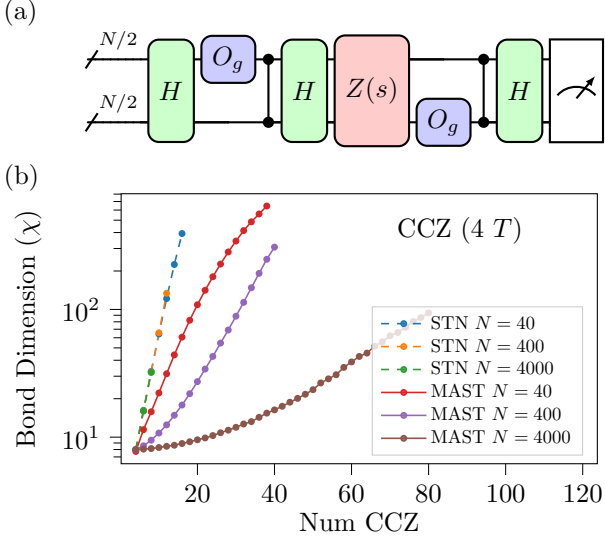 (a)
N/2
N/2
H
O_g
H
Z(s)
O_g
H
(b)
Bond Dimension (χ)
10^2
10^1
CCZ (4 T)
STN N = 40
STN N = 400
STN N = 4000
MAST N = 40
MAST N = 400
MAST N = 4000
20 40 60 80 100 120
Num CCZ